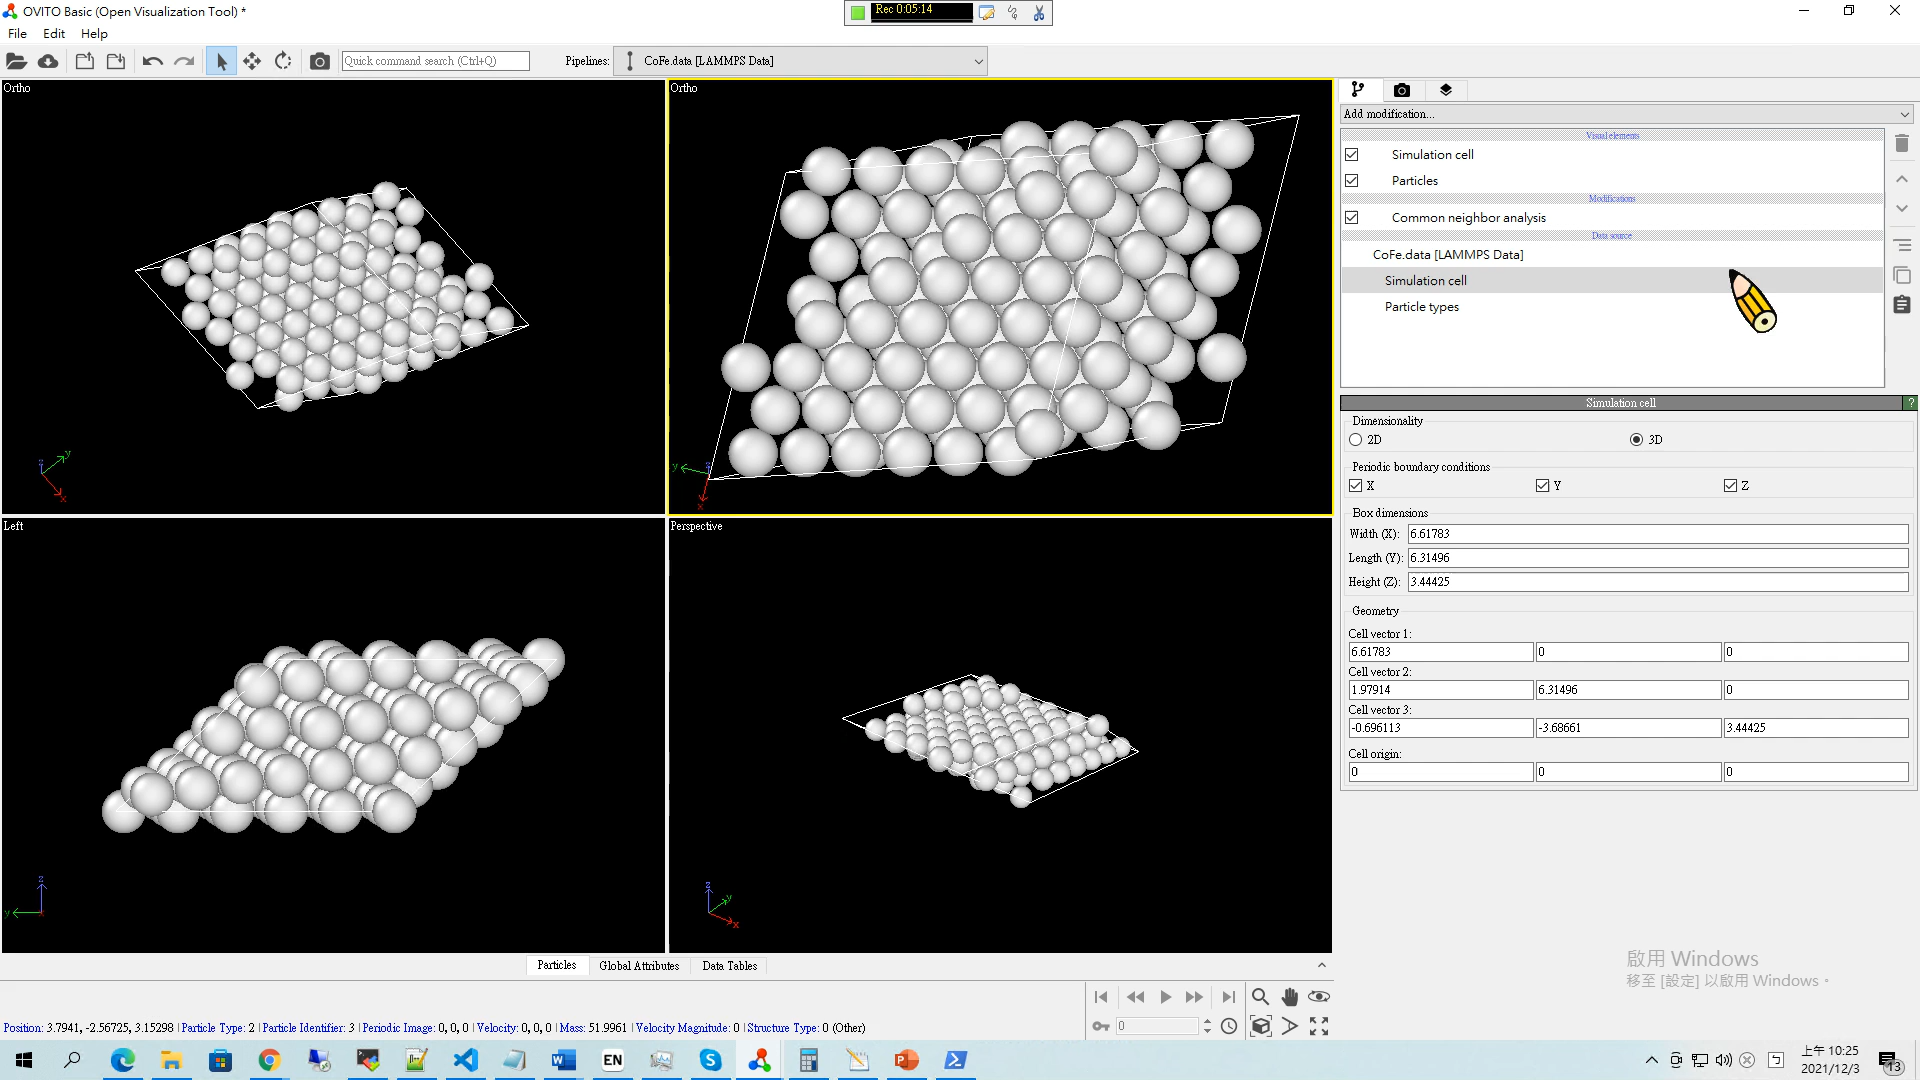 OVITO Basic (Open Visualization Tool) *
Rec 0:05:14
File Edit Help
Quick command search (Ctrl+Q)
Pipelines:
CoFe.data [LAMMPS Data]
Ortho
Ortho
Left
Perspective
y
z
x
y
z
x
z
y
x
z
y
x
Add modification...
Visual elements
Simulation cell
Particles
Modifications
Common neighbor analysis
Data source
CoFe.data [LAMMPS Data]
Simulation cell
Particle types
Simulation cell
?
Dimensionality
2D
3D
Periodic boundary conditions
X
Y
Z
Box dimensions
Width (X): 6.61783
Length (Y): 6.31496
Height (Z): 3.44425
Geometry
Cell vector 1:
6.61783 0 0
Cell vector 2:
1.97914 6.31496 0
Cell vector 3:
-0.696113 -3.68661 3.44425
Cell origin:
0 0 0
啟用 Windows
移至 [設定] 以啟用 Windows。
Particles Global Attributes Data Tables
0
Position: 3.7941, -2.56725, 3.15298 | Particle Type: 2 | Particle Identifier: 3 | Periodic Image: 0, 0, 0 | Velocity: 0, 0, 0 | Mass: 51.9961 | Velocity Magnitude: 0 | Structure Type: 0 (Other)
EN
上午 10:25
2021/12/3
13